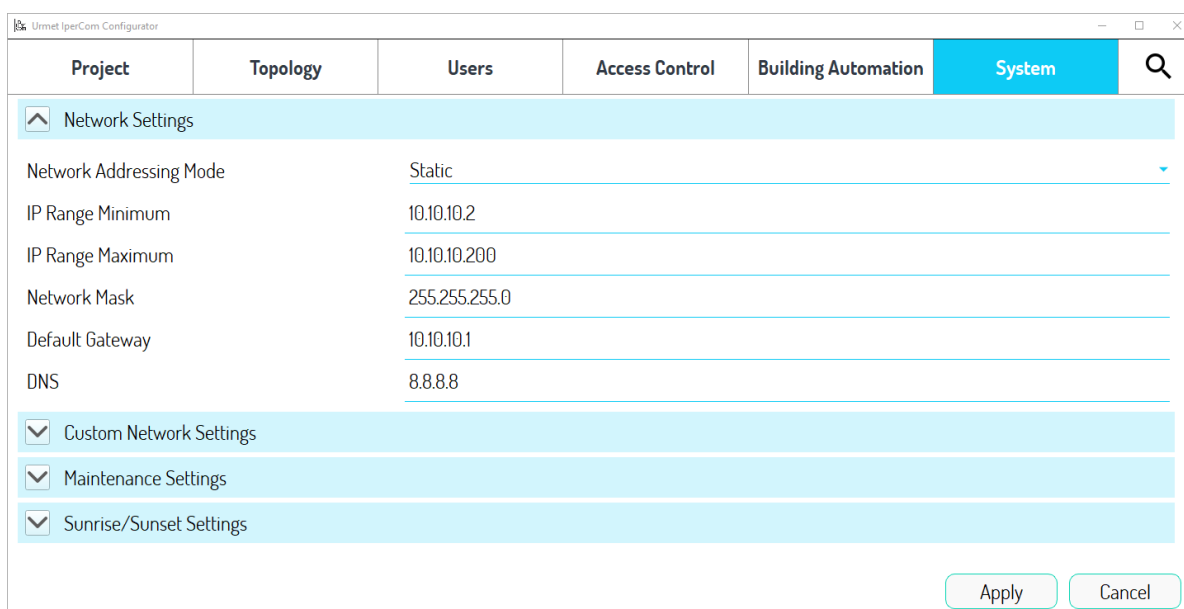 Urmet IperCom Configurator
Project Topology Users Access Control Building Automation System
Network Settings
Network Addressing Mode Static
IP Range Minimum 10.10.10.2
IP Range Maximum 10.10.10.200
Network Mask 255.255.255.0
Default Gateway 10.10.10.1
DNS 8.8.8.8
Custom Network Settings
Maintenance Settings
Sunrise/Sunset Settings
Apply Cancel